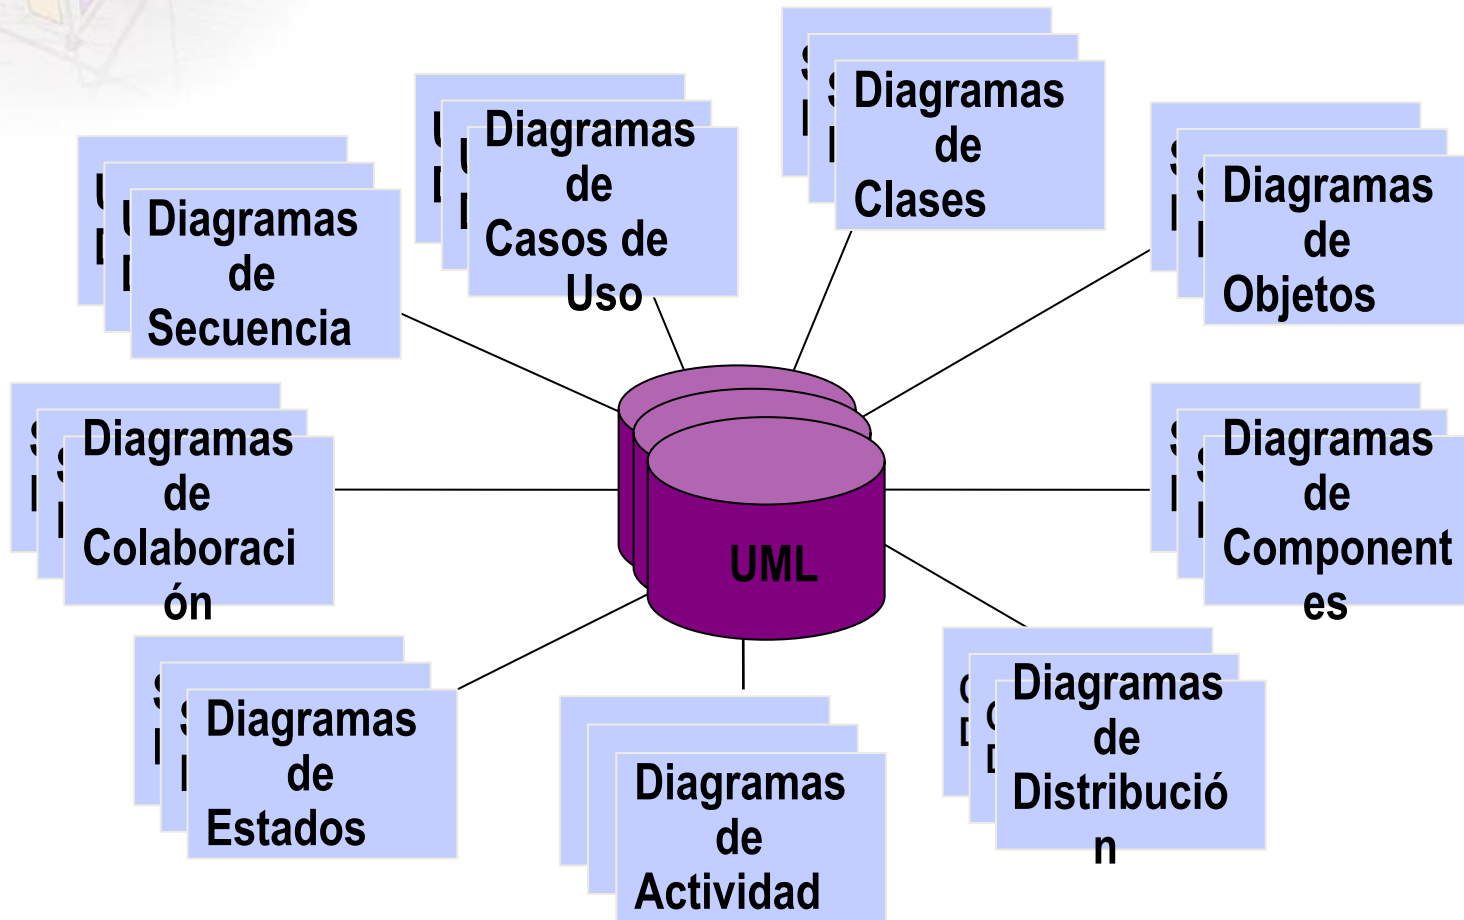 Diagramas
de
Clases
Diagramas
de
Casos de
Uso
Diagramas
de
Objetos
Diagramas
de
Secuencia
Diagramas
de
Colaboraci
ón
Diagramas
de
Component
es
UML
Diagramas
de
Estados
Diagramas
de
Actividad
Diagramas
de
Distribució
n